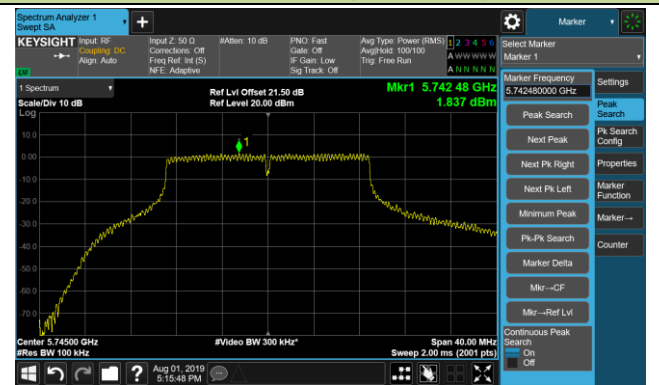 Spectrum Analyzer 1
Swept SA
+
Marker
KEYSIGHT
Input: RF
Coupling: DC
Align: Auto
Input Z: 50 Ω
Corrections: Off
Freq Ref: Int (S)
NFE: Adaptive
#Atten: 10 dB
PNO: Fast
Gate: Off
IF Gain: Low
Sig Track: Off
Avg Type: Power (RMS)
Avg|Hold: 100/100
Trig: Free Run
1 2 3 4 5 6
A W W W W W
A N N N N N
LVI
Select Marker
Marker 1
1 Spectrum
Scale/Div 10 dB
Log
Ref Lvl Offset 21.50 dB
Ref Level 20.00 dBm
Mkr1 5.742 48 GHz
1.837 dBm
Marker Frequency
5.742480000 GHz
Peak Search
Next Peak
Next Pk Right
Next Pk Left
Minimum Peak
Pk-Pk Search
Marker Delta
Mkr→CF
Mkr→Ref Lvl
Continuous Peak
Search
On
Off
Settings
Peak
Search
Pk Search
Config
Properties
Marker
Function
Marker→
Counter
1
10.0
0.00
-10.0
-20.0
-30.0
-40.0
-50.0
-60.0
-70.0
Center 5.74500 GHz
#Res BW 100 kHz
#Video BW 300 kHz*
Span 40.00 MHz
Sweep 2.00 ms (2001 pts)
?
Aug 01, 2019
5:15:48 PM